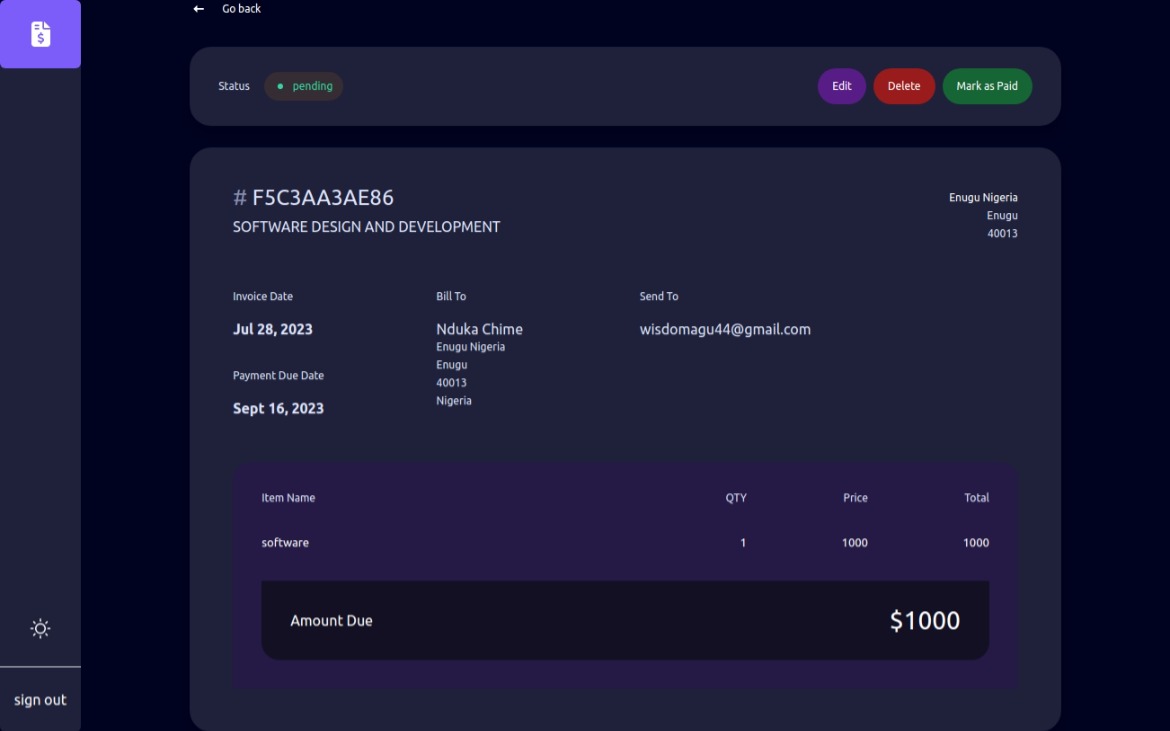 Go back
Status
pending
Edit
Delete
Mark as Paid
# F5C3AA3AE86
SOFTWARE DESIGN AND DEVELOPMENT
Enugu Nigeria
Enugu
40013
Invoice Date
Jul 28, 2023
Payment Due Date
Sept 16, 2023
Bill To
Nduka Chime
Enugu Nigeria
Enugu
40013
Nigeria
Send To
wisdomagu44@gmail.com
Item Name QTY Price Total
software 1 1000 1000
Amount Due $1000
$
sign out